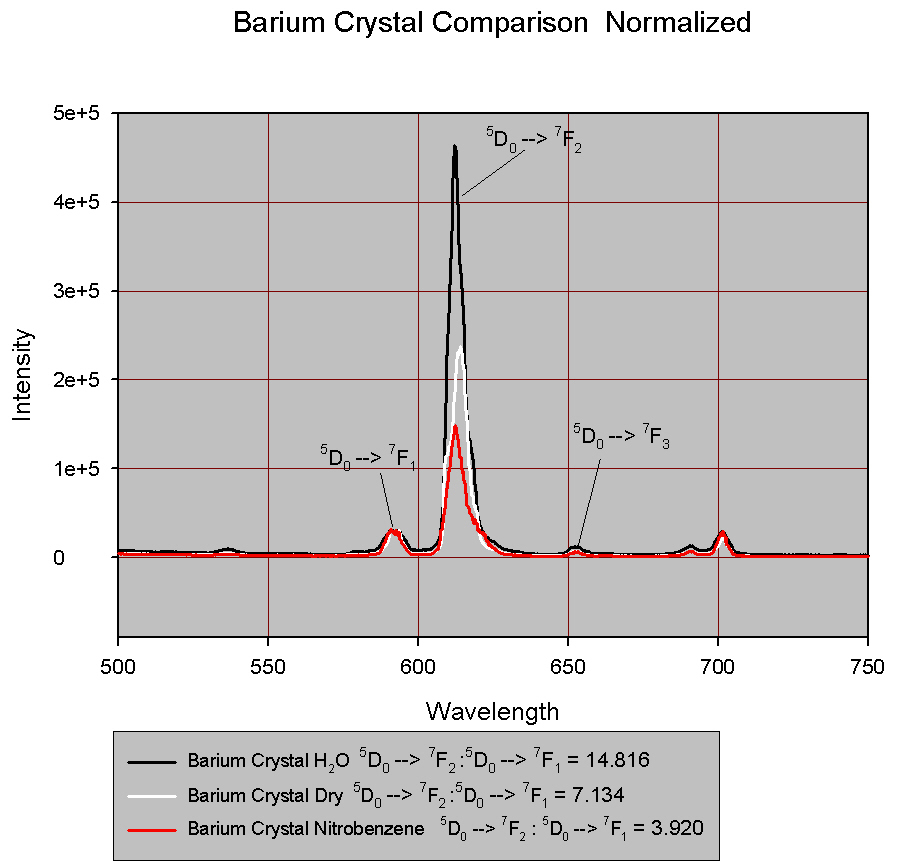 Barium Crystal Comparison  Normalized
5e+5
4e+5
3e+5
2e+5
1e+5
0
Intensity
⁵D₀ --> ⁷F₂
⁵D₀ --> ⁷F₁
⁵D₀ --> ⁷F₃
500 550 600 650 700 750
Wavelength
Barium Crystal H₂O ⁵D₀ --> ⁷F₂ :⁵D₀ --> ⁷F₁ = 14.816
Barium Crystal Dry ⁵D₀ --> ⁷F₂ :⁵D₀ --> ⁷F₁ = 7.134
Barium Crystal Nitrobenzene ⁵D₀ --> ⁷F₂ : ⁵D₀ --> ⁷F₁ = 3.920